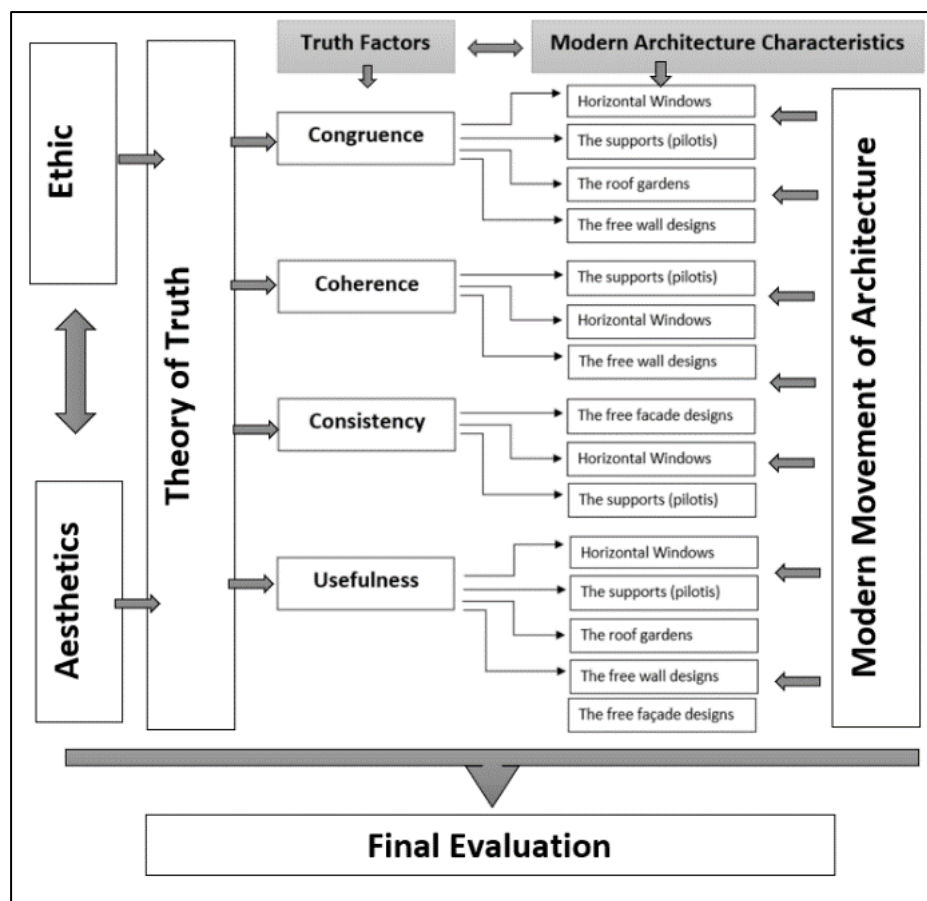 Truth Factors
Modern Architecture Characteristics
Ethic
Aesthetics
Theory of Truth
Congruence
Horizontal Windows
The supports (pilotis)
The roof gardens
The free wall designs
Coherence
The supports (pilotis)
Horizontal Windows
The free wall designs
Consistency
The free facade designs
Horizontal Windows
The supports (pilotis)
Usefulness
Horizontal Windows
The supports (pilotis)
The roof gardens
The free wall designs
The free façade designs
Modern Movement of Architecture
Final Evaluation